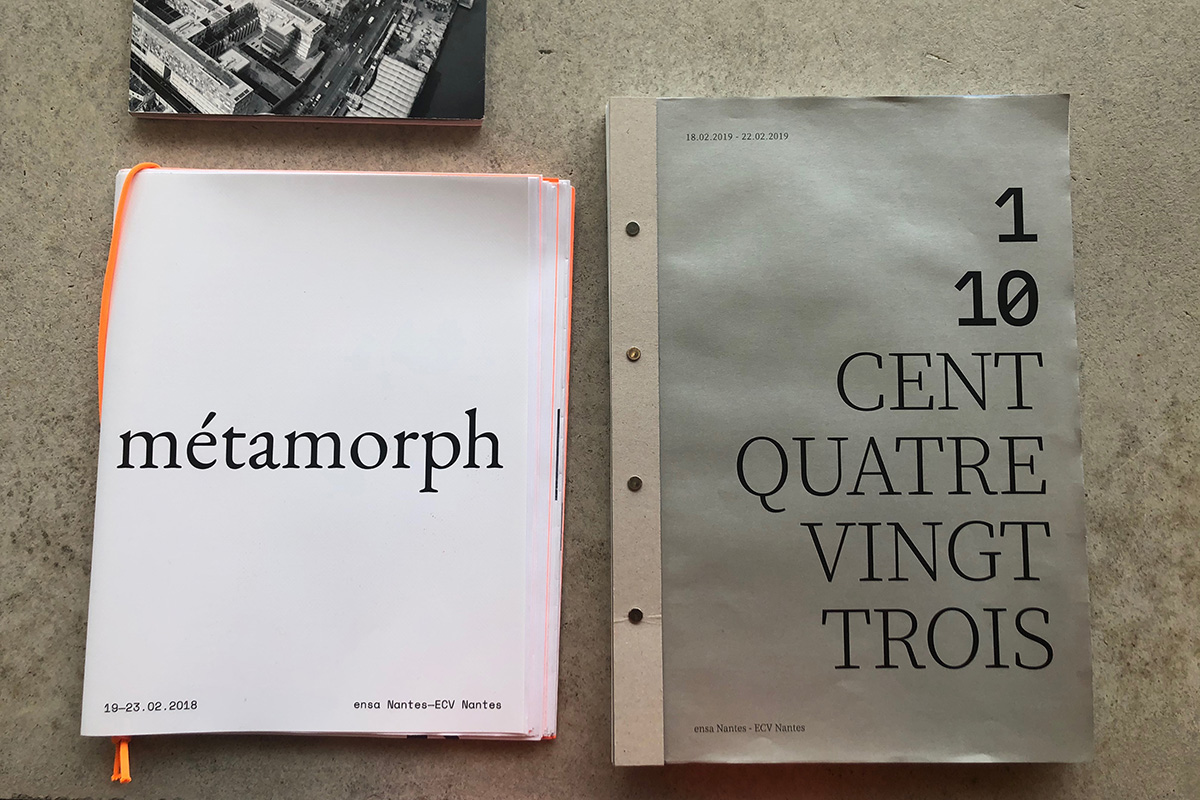 métamorph
19—23.02.2018
ensa Nantes—ECV Nantes
18.02.2019 - 22.02.2019
1
10
CENT
QUATRE
VINGT
TROIS
ensa Nantes - ECV Nantes